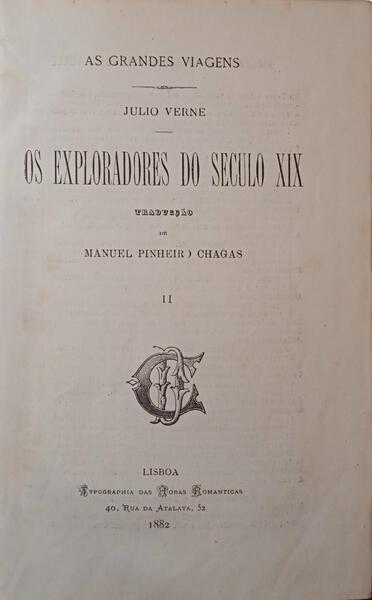 AS GRANDES VIAGENS
JULIO VERNE
OS EXPLORADORES DO SECULO XIX
TRADUCÇÃO
DE
MANUEL PINHEIRO CHAGAS
II
LISBOA
TYPOGRAPHIA DAS HORAS ROMANTICAS
40, RUA DA ATALAYA, 52
1882